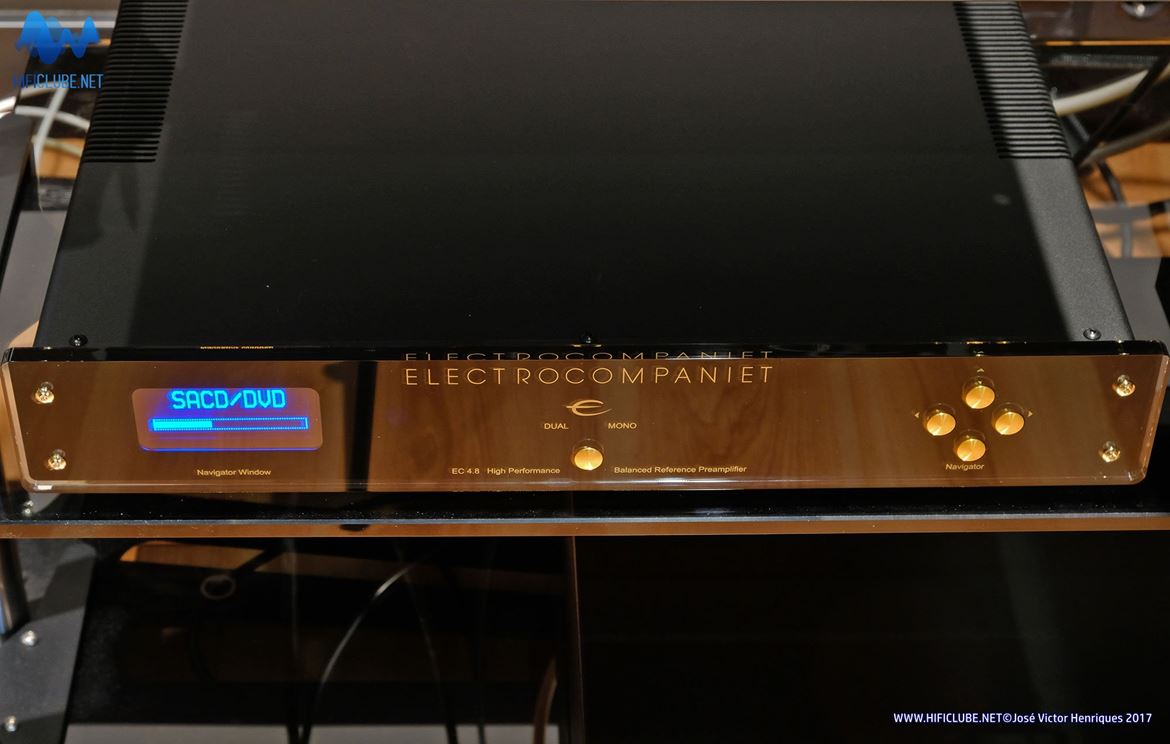 HIFICLUBE.NET
ELECTROCOMPANIET
SACD/DVD
DUAL MONO
Navigator Window
EC 4.8 High Performance Balanced Reference Preamplifier
Navigator
WWW.HIFICLUBE.NET©José Victor Henriques 2017